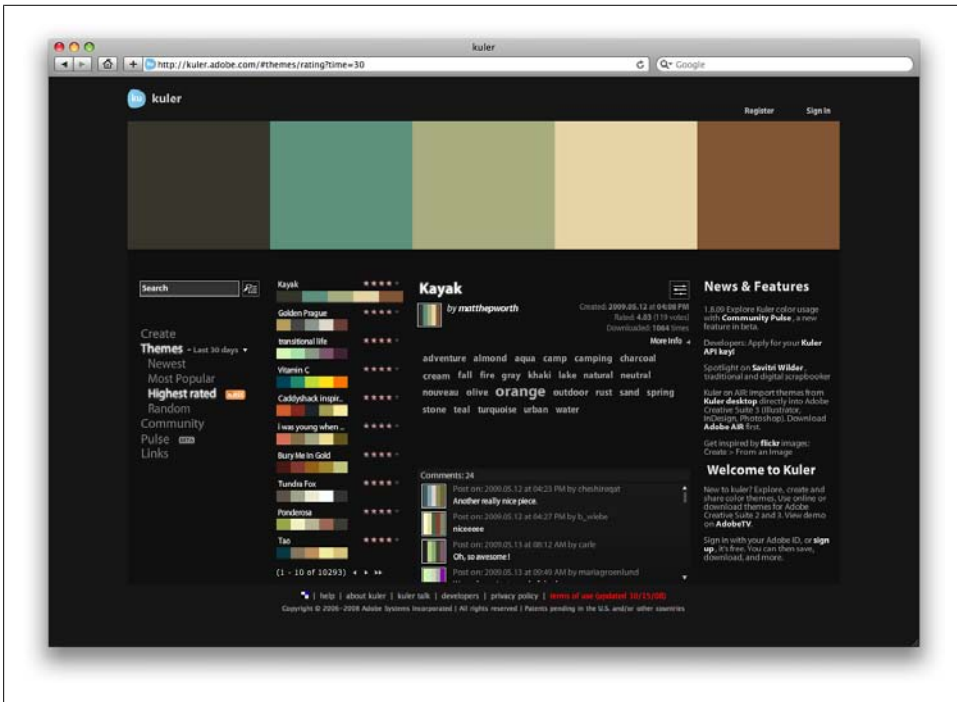 kuler
http://kuler.adobe.com/#themes/rating?time=30
Google
ku kuler
Register Sign In
Search
Create
Themes - Last 30 days
Newest
Most Popular
Highest rated
Random
Community
Pulse BETA
Links
Kayak
Golden Prague
transitional life
Vitamin C
Caddyshack inspir..
i was young when ..
Bury Me In Gold
Tundra Fox
Ponderosa
Tao
(1 - 10 of 10293)
Kayak
by matthepworth
Created: 2009.05.12 at 04:08 PM
Rated: 4.03 (119 votes)
Downloaded: 1064 times
More Info
adventure almond aqua camp camping charcoal
cream fall fire gray khaki lake natural neutral
nouveau olive orange outdoor rust sand spring
stone teal turquoise urban water
Comments: 24
Post on: 2009.05.12 at 04:23 PM by cheshiregat
Another really nice piece.
Post on: 2009.05.12 at 04:27 PM by b_wiebe
niceeeee
Post on: 2009.05.13 at 08:12 AM by carle
Oh, so awesome !
Post on: 2009.05.13 at 09:49 AM by mariagroenlund
News & Features
1.8.09 Explore Kuler color usage
with Community Pulse, a new
feature in beta.
Developers: Apply for your Kuler
API key!
Spotlight on Savitri Wilder,
traditional and digital scrapbooker
Kuler on AIR: import themes from
Kuler desktop directly into Adobe
Creative Suite 3 (Illustrator,
InDesign, Photoshop). Download
Adobe AIR first.
Get inspired by flickr images:
Create > From an Image
Welcome to Kuler
New to kuler? Explore, create and
share color themes. Use online or
download themes for Adobe
Creative Suite 2 and 3. View demo
on AdobeTV.
Sign in with your Adobe ID, or sign
up, it's free. You can then save,
download, and more.
| help | about kuler | kuler talk | developers | privacy policy | terms of use (updated 10/15/08)
Copyright © 2006-2008 Adobe Systems Incorporated | All rights reserved | Patents pending in the U.S. and/or other countries